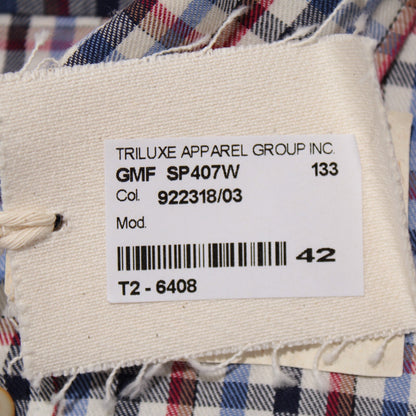 TRILUXE APPAREL GROUP INC.
GMF SP407W 133
Col. 922318/03
Mod.
42
T2 - 6408